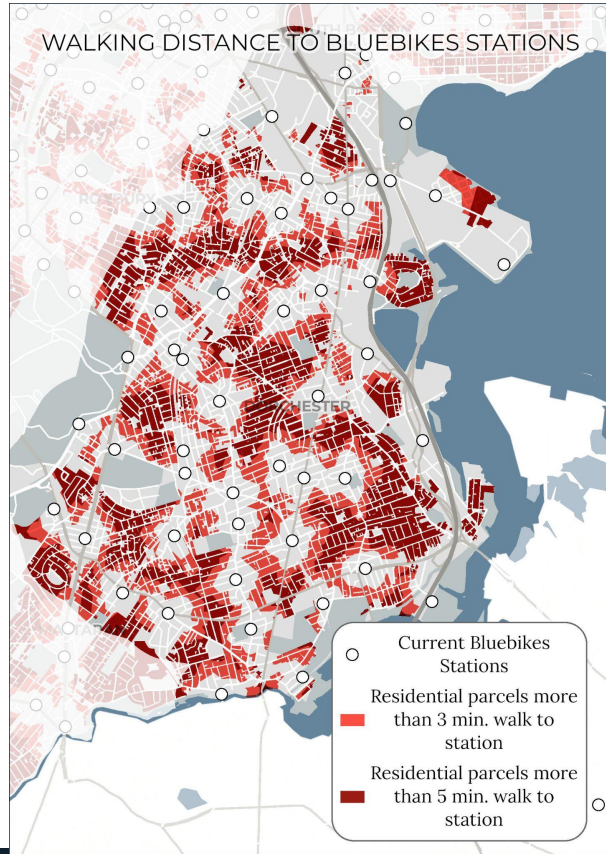 WALKING DISTANCE TO BLUEBIKES STATIONS
Current Bluebikes
Stations
Residential parcels more
than 3 min. walk to
station
Residential parcels more
than 5 min. walk to
station